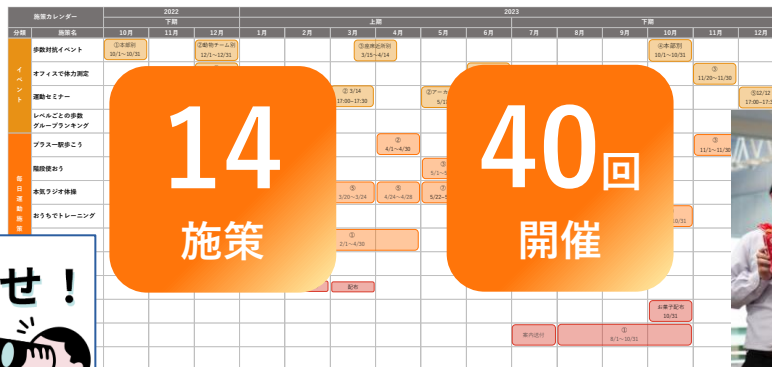 施策カレンダー
2022
2023
下期
上期
下期
分類
施策名
10月
11月
12月
1月
2月
3月
4月
5月
6月
7月
8月
9月
10月
11月
12月
イベント
歩数対抗イベント
①本部別
10/1~10/31
②動物チーム別
12/1~12/31
③座席近所別
3/15~4/14
④本部別
10/1~10/31
オフィスで体力測定
③
11/20~11/30
運動セミナー
② 3/14
17:00~17:30
⑤12/12
レベルごとの歩数
グループランキング
毎日運動施策
プラス一駅歩こう
②
4/1~4/30
③
11/1~11/30
階段使おう
本気ラジオ体操
⑤
3/20~3/24
⑤
4/24~4/28
おうちでトレーニング
10/31
①
2/1~4/30
配布
お菓子配布
10/31
案内送付
①
8/1~10/31
14
施策
40回
開催
せ!